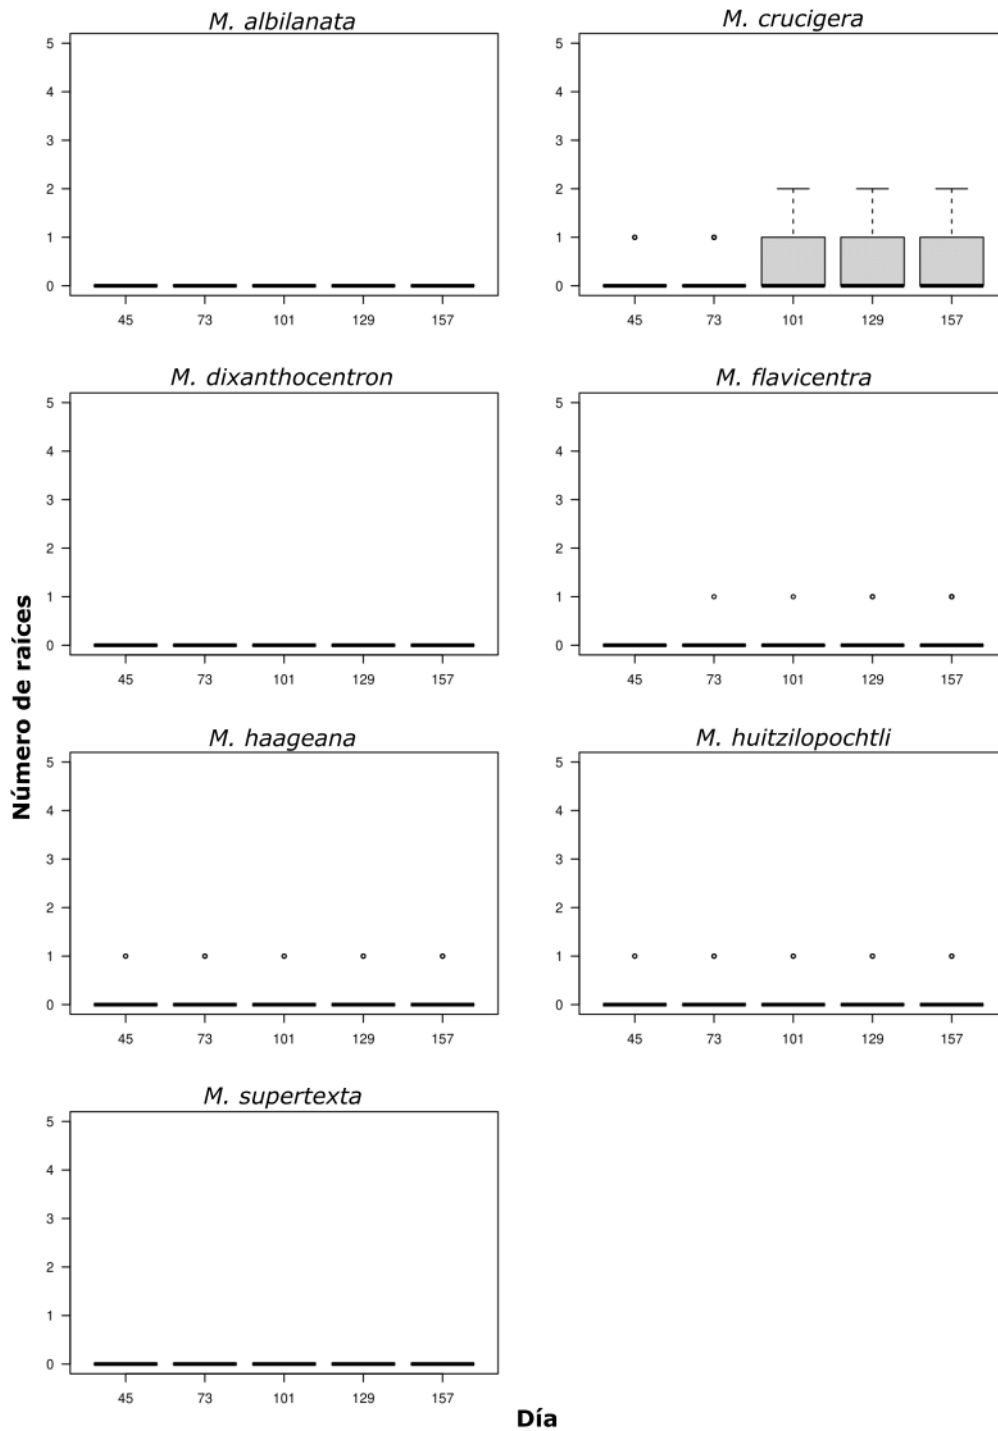 M. albilanata
5
4
3
2
1
0
45 73 101 129 157
M. crucigera
5
4
3
2
1
0
45 73 101 129 157
M. dixanthocentron
5
4
3
2
1
0
45 73 101 129 157
M. flavicentra
5
4
3
2
1
0
45 73 101 129 157
Número de raíces
M. haageana
5
4
3
2
1
0
45 73 101 129 157
M. huitzilopochtli
5
4
3
2
1
0
45 73 101 129 157
M. supertexta
5
4
3
2
1
0
45 73 101 129 157
Día